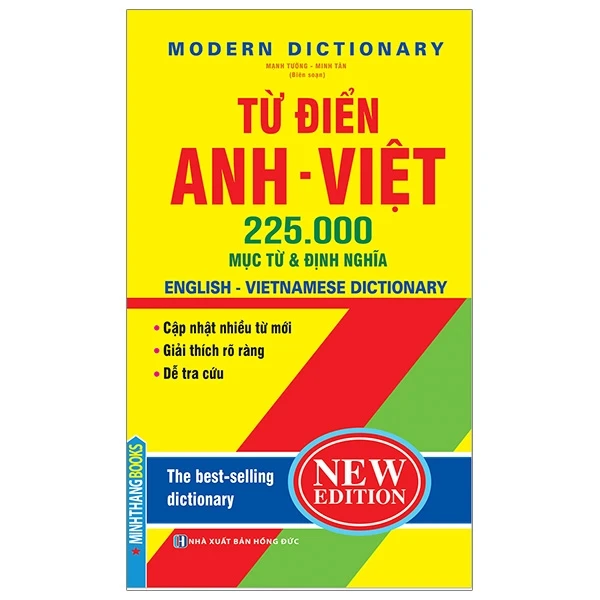 MODERN DICTIONARY
MẠNH TƯỜNG - MINH TÂN
(Biên soạn)
TỪ ĐIỂN
ANH - VIỆT
225.000
MỤC TỪ & ĐỊNH NGHĨA
ENGLISH - VIETNAMESE DICTIONARY
• Cập nhật nhiều từ mới
• Giải thích rõ ràng
• Dễ tra cứu
The best-selling
dictionary
NEW
EDITION
MINHTHANGBOOKS
NHÀ XUẤT BẢN HỒNG ĐỨC